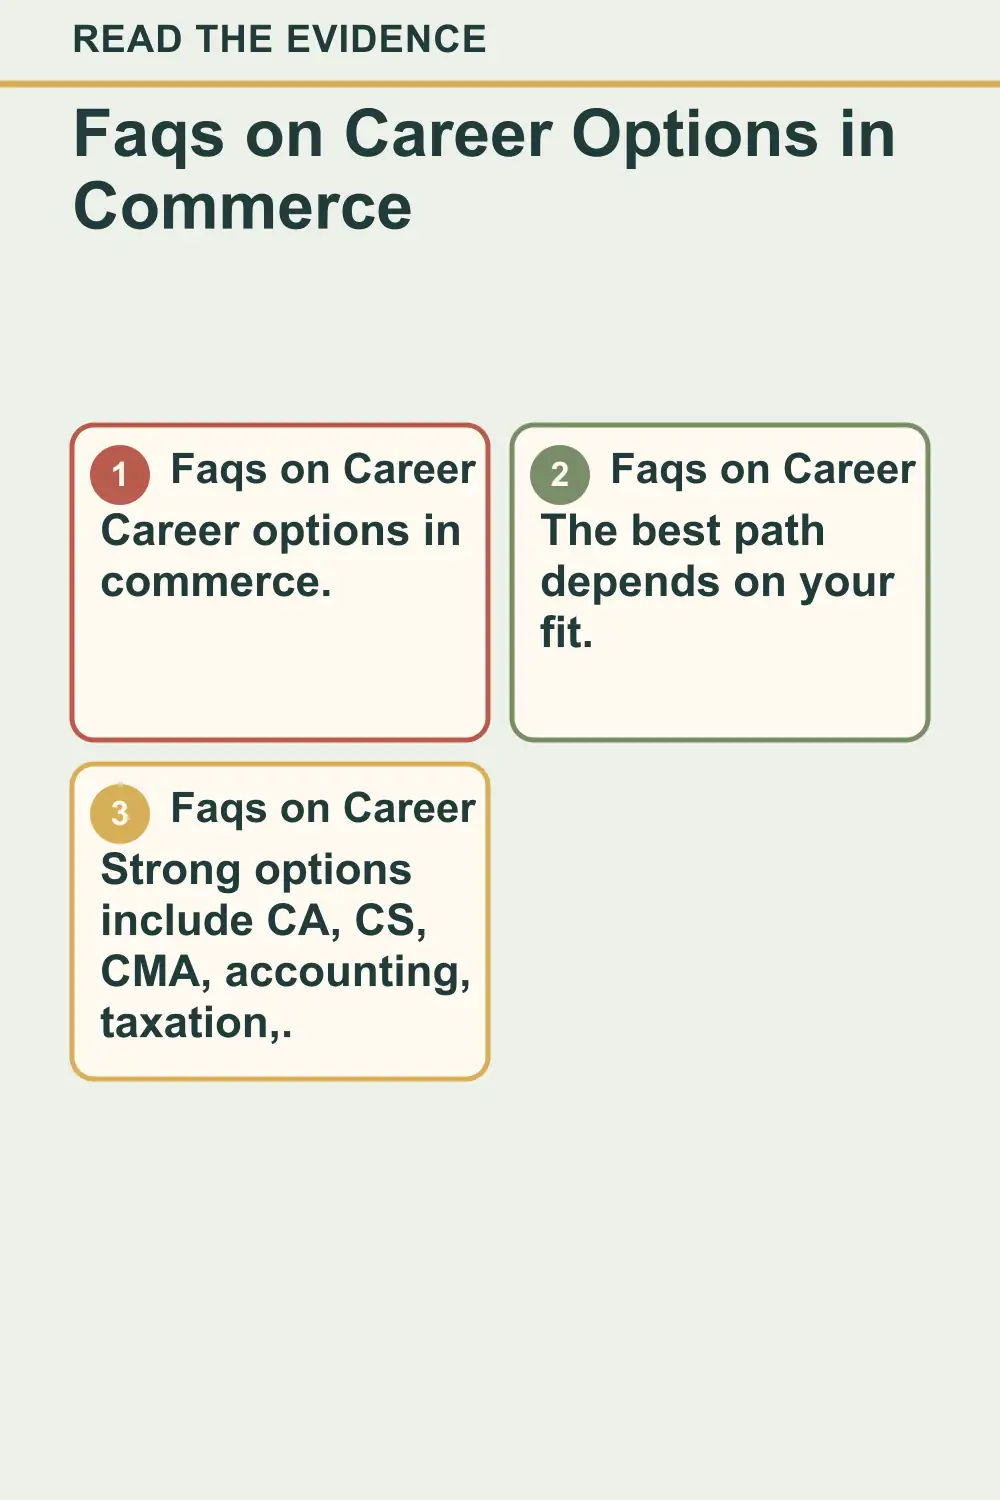 READ THE EVIDENCE
Faqs on Career Options in
Commerce
1 Faqs on Career
Career options in
commerce.
2 Faqs on Career
The best path
depends on your
fit.
3 Faqs on Career
Strong options
include CA, CS,
CMA, accounting,
taxation,.